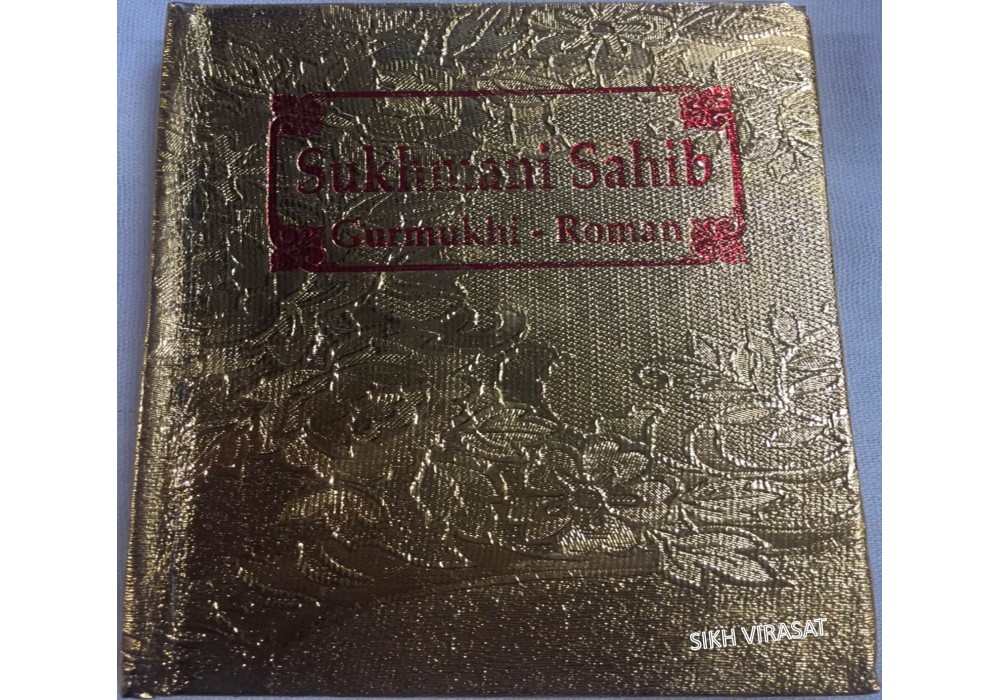 Sukhmani Sahib
Gurmukhi - Roman
SIKH VIRASAT